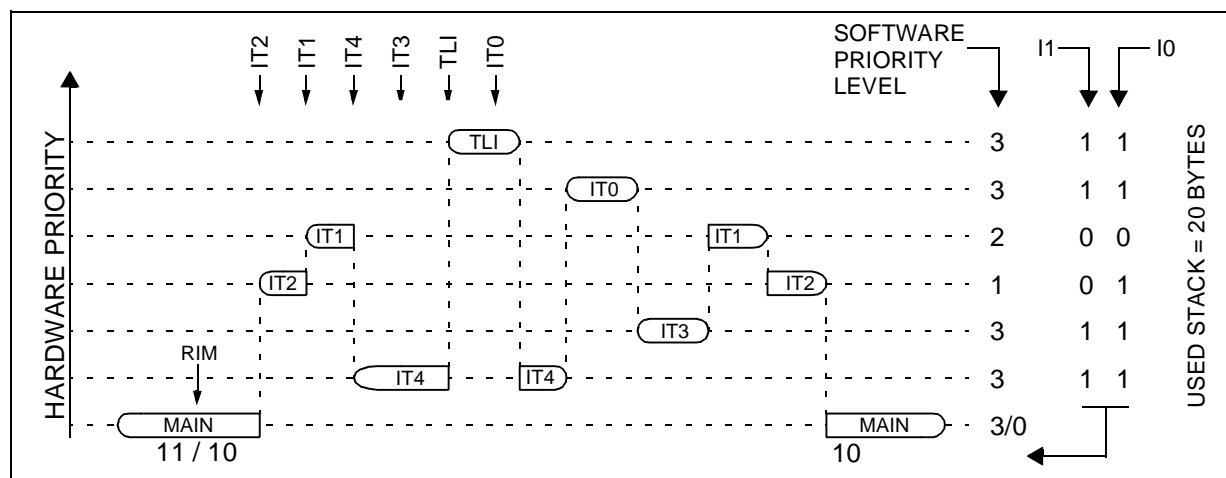 IT2
IT1
IT4
IT3
TLI
IT0
SOFTWARE
PRIORITY
LEVEL
I1
I0
HARDWARE PRIORITY
TLI
3
1 1
IT0
3
1 1
IT1
IT1
2
0 0
IT2
IT2
1
0 1
IT3
3
1 1
RIM
IT4
IT4
3
1 1
MAIN
MAIN
3/0
11 / 10
10
USED STACK = 20 BYTES